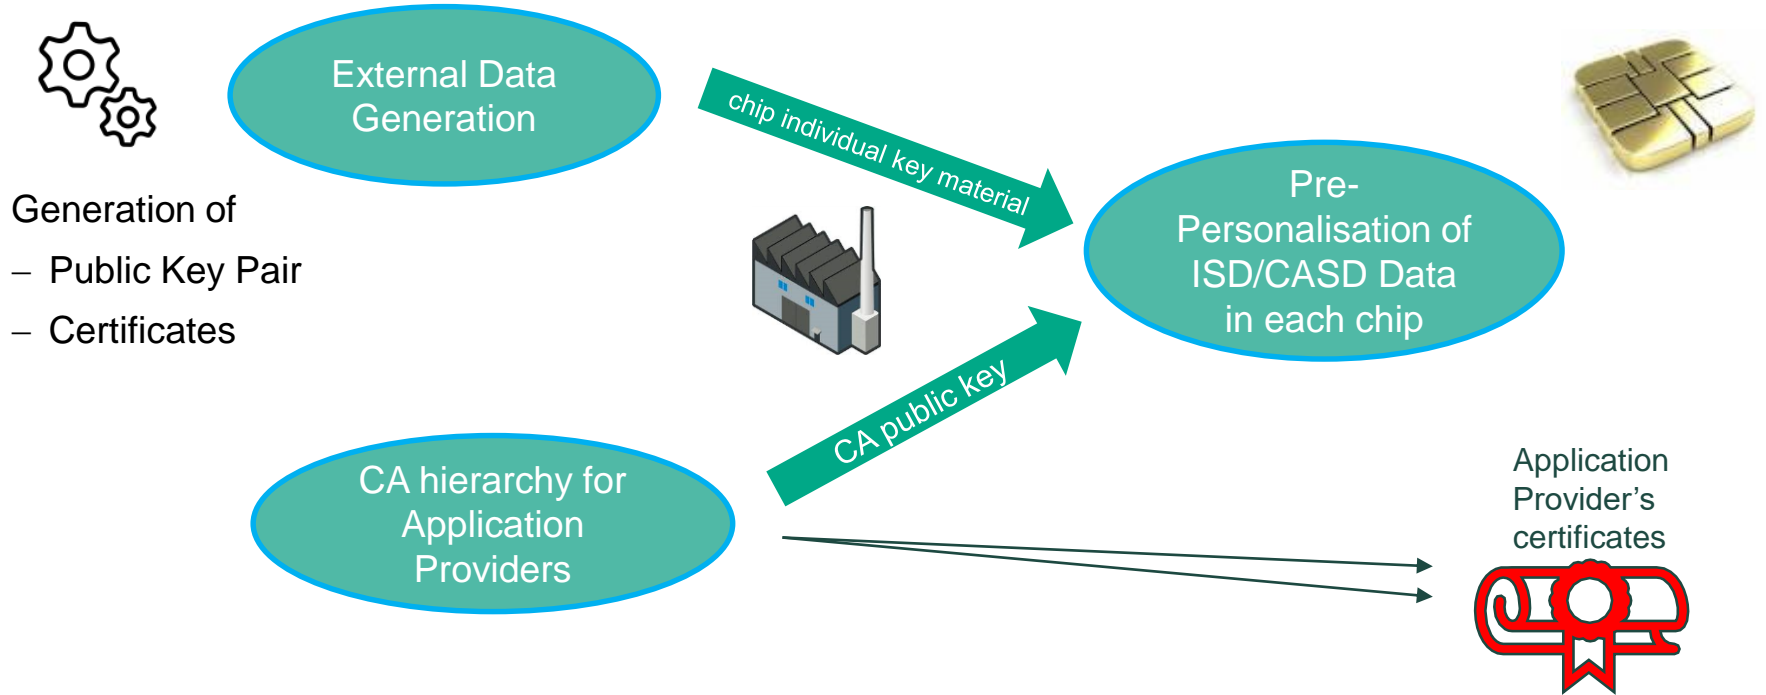 External Data
Generation
chip individual key material
Generation of
– Public Key Pair
– Certificates
Pre-
Personalisation of
ISD/CASD Data
in each chip
CA public key
CA hierarchy for
Application
Providers
Application
Provider’s
certificates